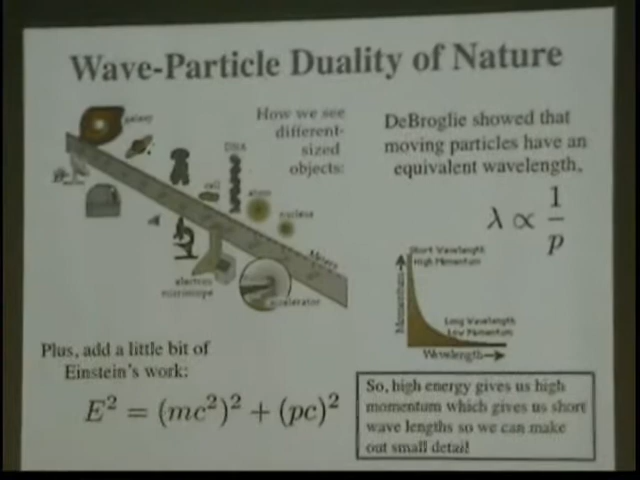 Wave-Particle Duality of Nature
galaxy
How we see
different-
sized
objects:
DNA
cell
atom
nucleus
Meters
electron
microscope
accelerator
DeBroglie showed that
moving particles have an
equivalent wavelength,
λ ∝ 1/p
Short Wavelength
High Momentum
Momentum
Long Wavelength
Low Momentum
Wavelength
Plus, add a little bit of
Einstein's work:
E² = (mc²)² + (pc)²
So, high energy gives us high
momentum which gives us short
wave lengths so we can make
out small detail